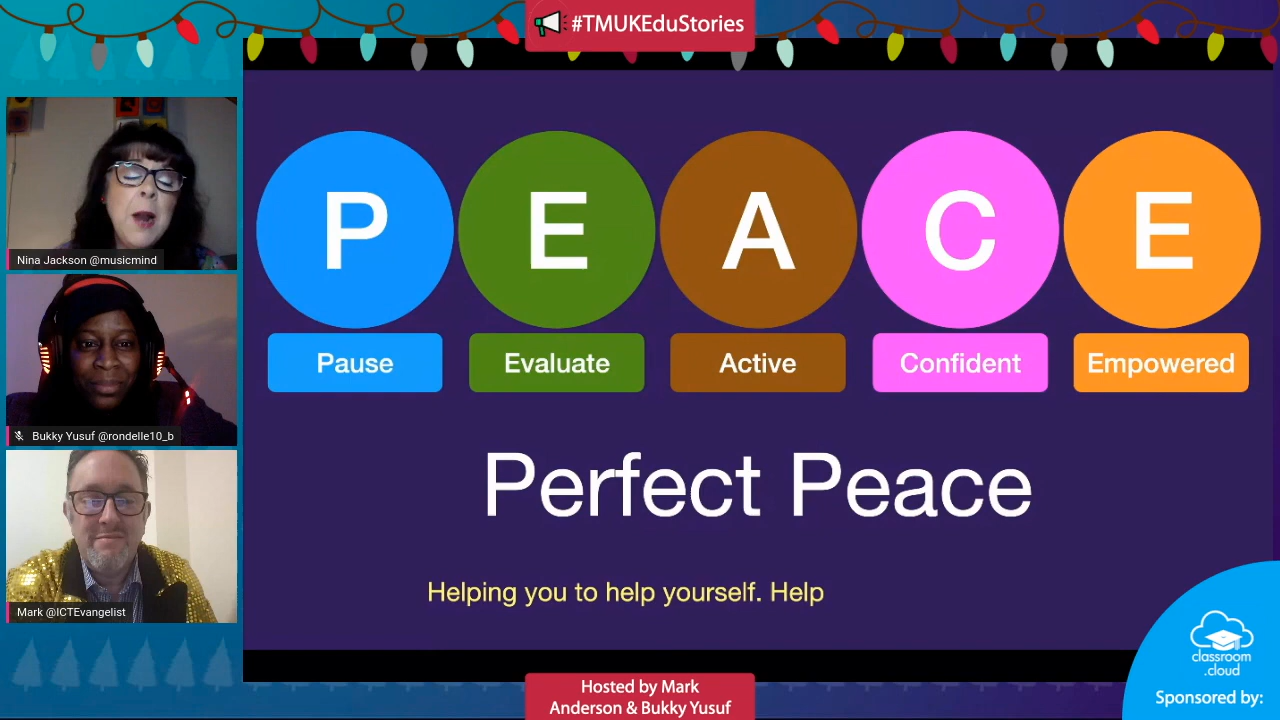 #TMUKEduStories
Nina Jackson @musicmind
Bukky Yusuf @rondelle10_b
Mark @ICTEvangelist
P E A C E
Pause Evaluate Active Confident Empowered
Perfect Peace
Helping you to help yourself. Help
classroom
.cloud
Sponsored by:
Hosted by Mark
Anderson & Bukky Yusuf